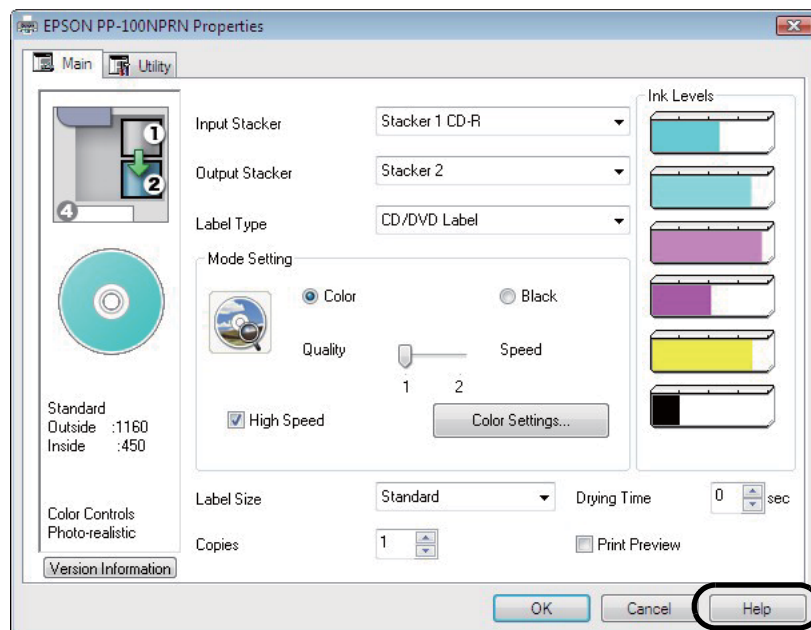 EPSON PP-100NPRN Properties
Main
Utility
1
2
4
Standard
Outside :1160
Inside :450
Color Controls
Photo-realistic
Version Information
Input Stacker
Stacker 1 CD-R
Output Stacker
Stacker 2
Label Type
CD/DVD Label
Mode Setting
Color
Black
Quality
Speed
1 2
High Speed
Color Settings...
Label Size
Standard
Drying Time
0
sec
Copies
1
Print Preview
Ink Levels
OK
Cancel
Help